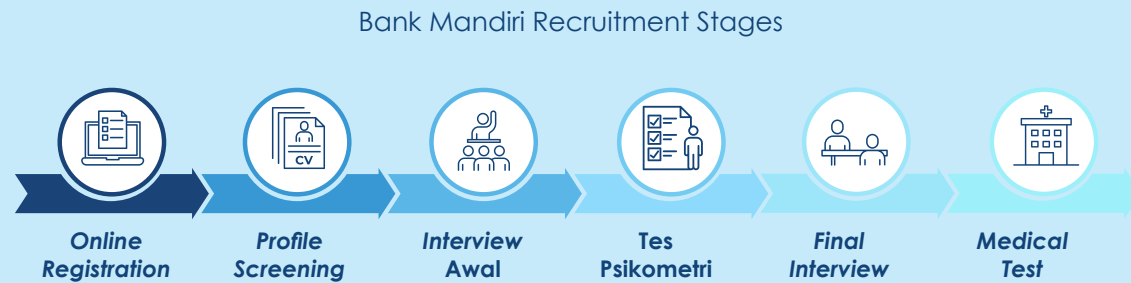 Bank Mandiri Recruitment Stages
CV
Online
Registration
Profile
Screening
Interview
Awal
Tes
Psikometri
Final
Interview
Medical
Test